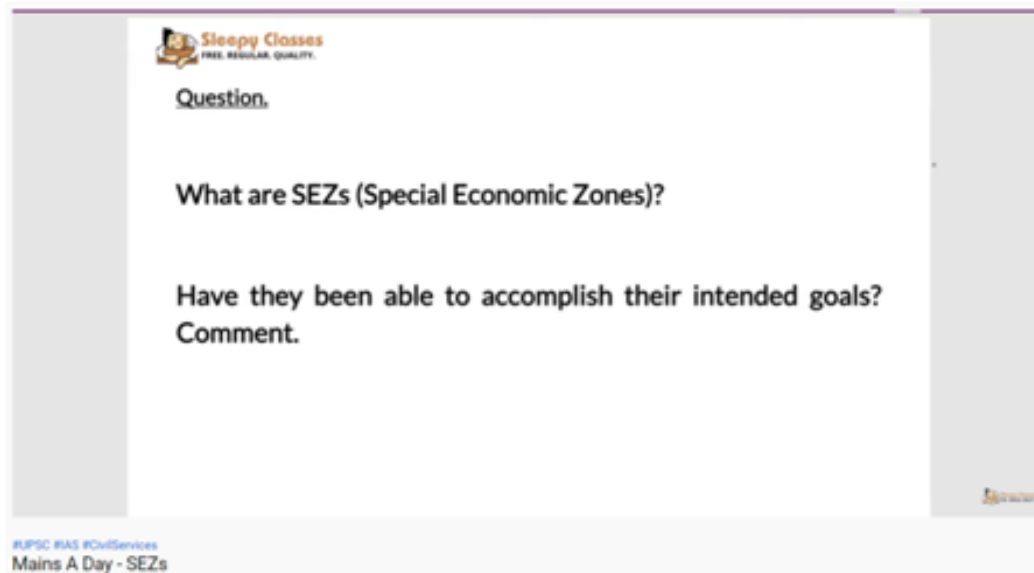 Sleepy Classes
FREE. REGULAR. QUALITY.
Question.
What are SEZs (Special Economic Zones)?
Have they been able to accomplish their intended goals?
Comment.
#UPSC #IAS #CivilServices
Mains A Day - SEZs